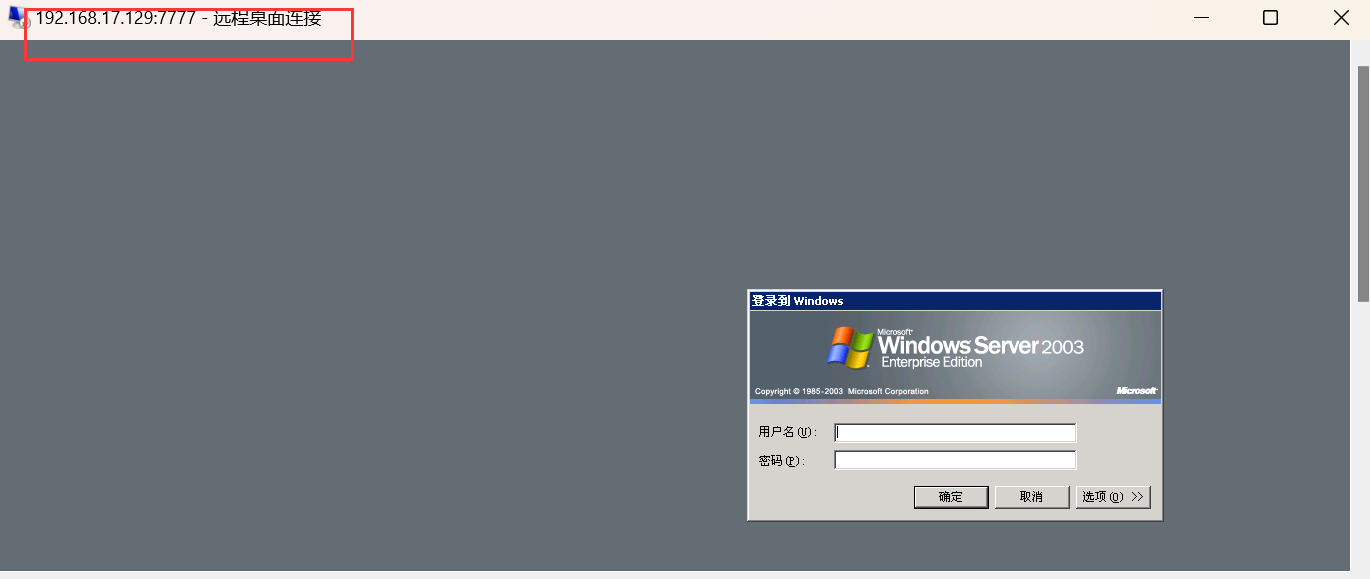 192.168.17.129:7777 - 远程桌面连接
登录到 Windows
Microsoft
Windows Server 2003
Enterprise Edition
Copyright © 1985-2003 Microsoft Corporation
Microsoft
用户名(U):
密码(P):
确定
取消
选项(O) >>